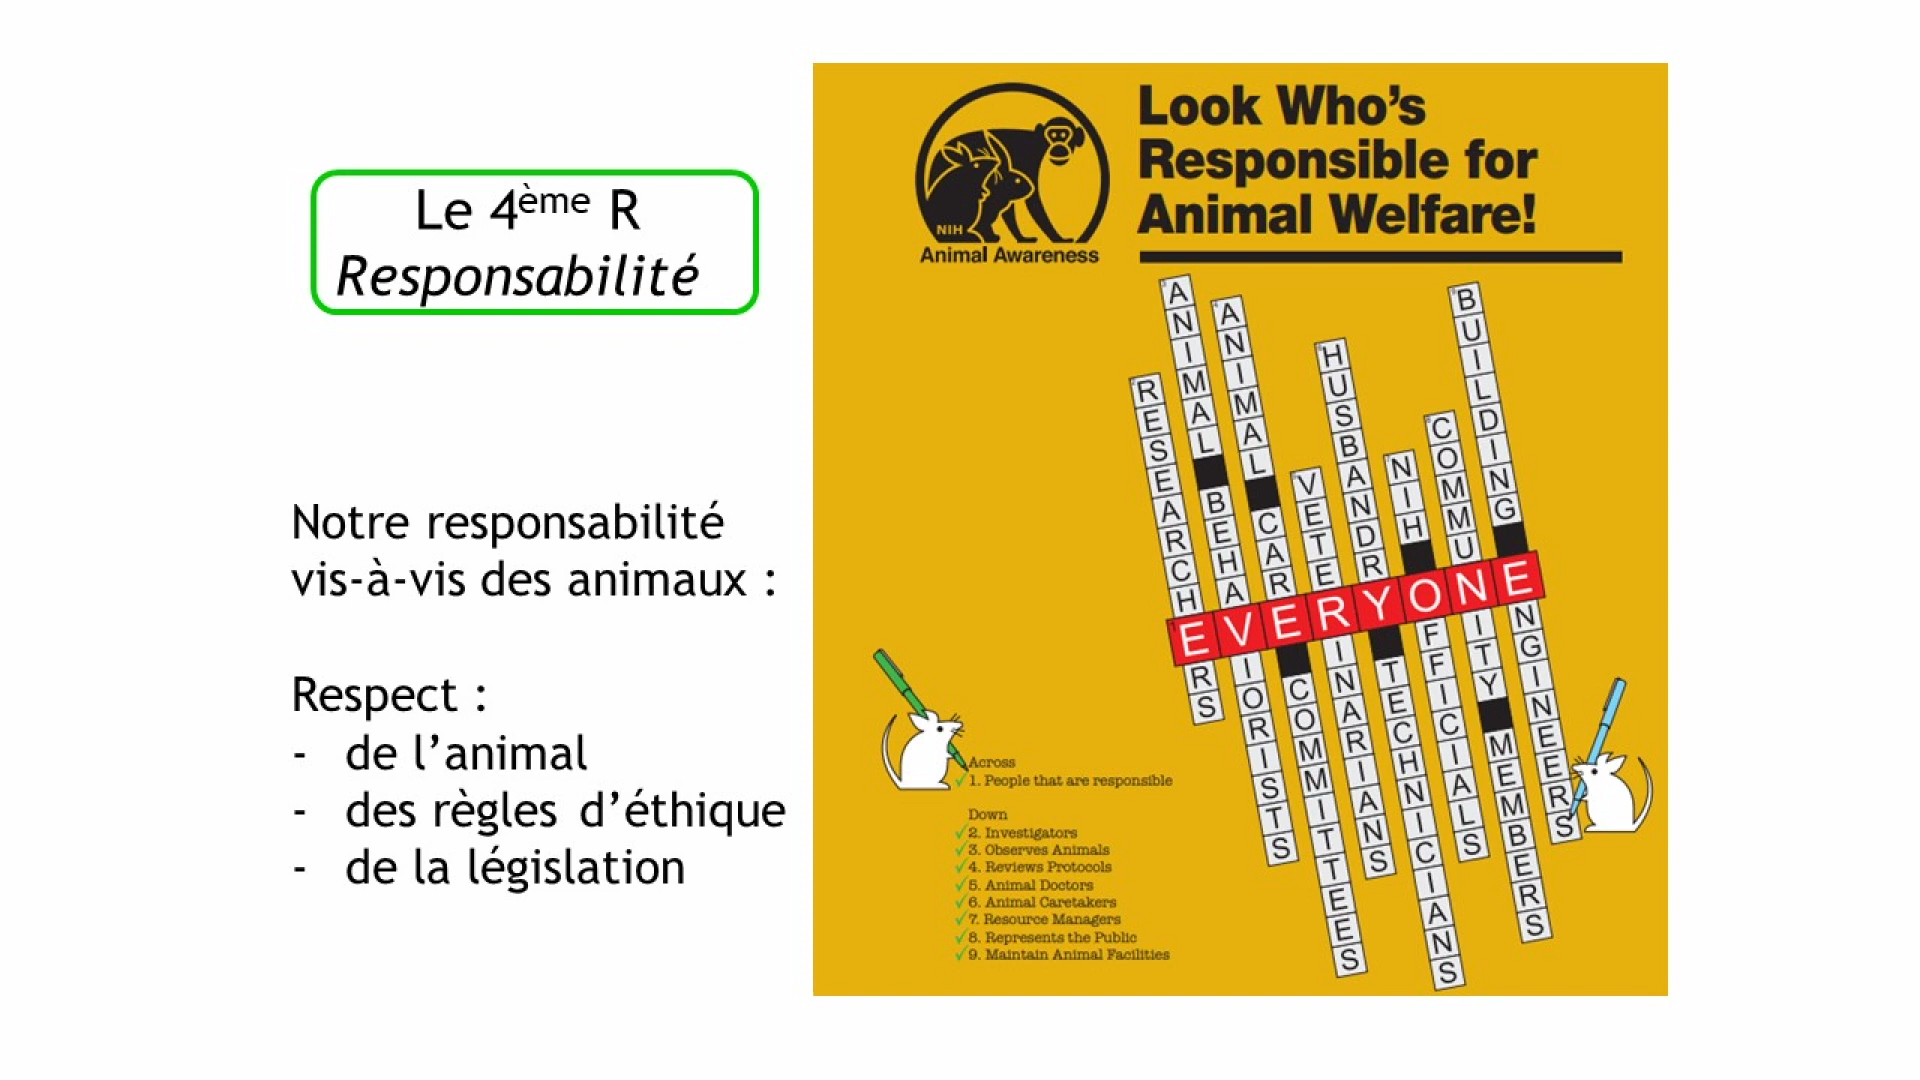 Le 4ème R
Responsabilité
Notre responsabilité
vis-à-vis des animaux :
Respect :
- de l’animal
- des règles d’éthique
- de la législation
NIH
Animal Awareness
Look Who’s
Responsible for
Animal Welfare!
RESEARCHERS
ANIMAL BEHAVIORISTS
ANIMAL CARE COMMITTEES
VETERINARIANS
HUSBANDRY TECHNICIANS
NIH OFFICIALS
COMMUNITY MEMBERS
BUILDING ENGINEERS
EVERYONE
Across
✓1. People that are responsible
Down
✓2. Investigators
✓3. Observes Animals
✓4. Reviews Protocols
✓5. Animal Doctors
✓6. Animal Caretakers
✓7. Resource Managers
✓8. Represents the Public
✓9. Maintain Animal Facilities